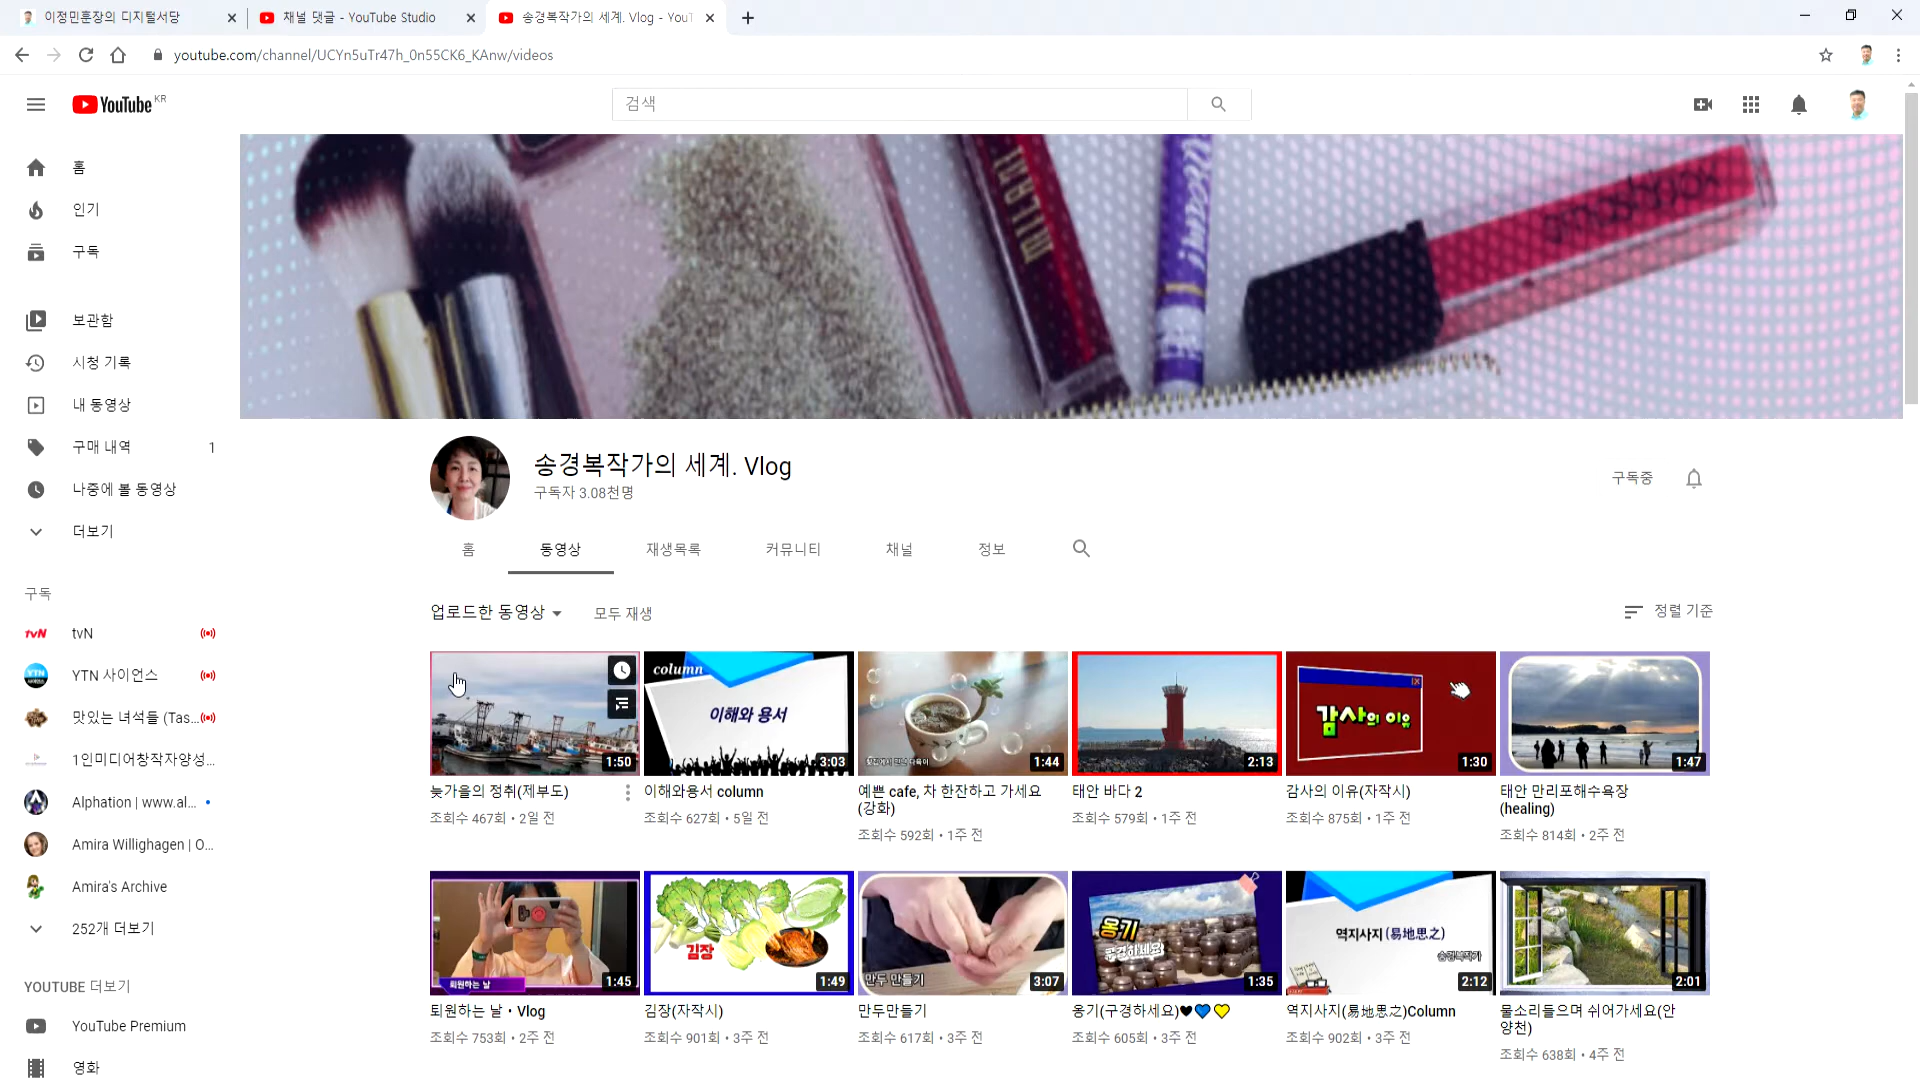 이정민훈장의 디지털서당
채널 댓글 - YouTube Studio
송경복작가의 세계. Vlog - YouT
youtube.com/channel/UCYn5uTr47h_0n55CK6_KAnw/videos
YouTube KR
검색
홈
인기
구독
보관함
시청 기록
내 동영상
구매 내역 1
나중에 볼 동영상
더보기
구독
tvN tvN
YTN 사이언스
맛있는 녀석들 (Tas...
1인미디어창작자양성...
Alphation | www.al...
Amira Willighagen | O...
Amira's Archive
252개 더보기
YOUTUBE 더보기
YouTube Premium
영화
송경복작가의 세계. Vlog
구독자 3.08천명
구독중
홈 동영상 재생목록 커뮤니티 채널 정보
업로드한 동영상 모두 재생
정렬 기준
1:50
늦가을의 정취(제부도)
조회수 467회 • 2일 전
column
이해와 용서
3:03
이해와용서 column
조회수 627회 • 5일 전
1:44
예쁜 cafe, 차 한잔하고 가세요
(강화)
조회수 592회 • 1주 전
2:13
태안 바다 2
조회수 579회 • 1주 전
감사의 이유
1:30
감사의 이유(자작시)
조회수 875회 • 1주 전
1:47
태안 만리포해수욕장
(healing)
조회수 814회 • 2주 전
퇴원하는 날
1:45
퇴원하는 날 • Vlog
조회수 753회 • 2주 전
김장
1:49
김장(자작시)
조회수 901회 • 3주 전
만두 만들기
3:07
만두만들기
조회수 617회 • 3주 전
옹기
구경하세요
1:35
옹기(구경하세요)🖤💙💛
조회수 605회 • 3주 전
역지사지(易地思之)
송경복작가
2:12
역지사지(易地思之)Column
조회수 902회 • 3주 전
2:01
물소리들으며 쉬어가세요(안
양천)
조회수 638회 • 4주 전